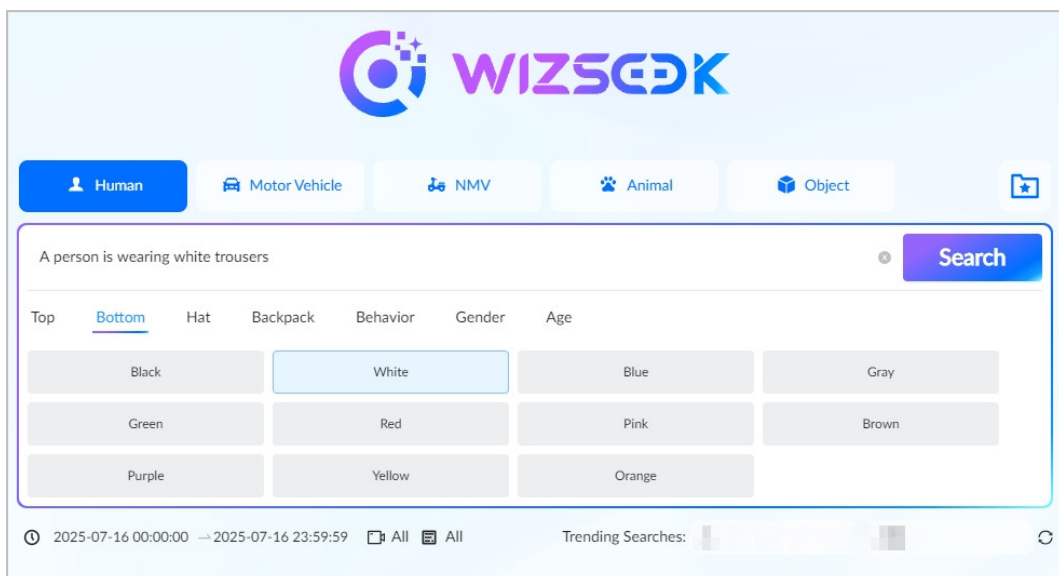 WIZSEEK
Human Motor Vehicle NMV Animal Object
A person is wearing white trousers Search
Top Bottom Hat Backpack Behavior Gender Age
Black White Blue Gray
Green Red Pink Brown
Purple Yellow Orange
2025-07-16 00:00:00 → 2025-07-16 23:59:59 All All Trending Searches: